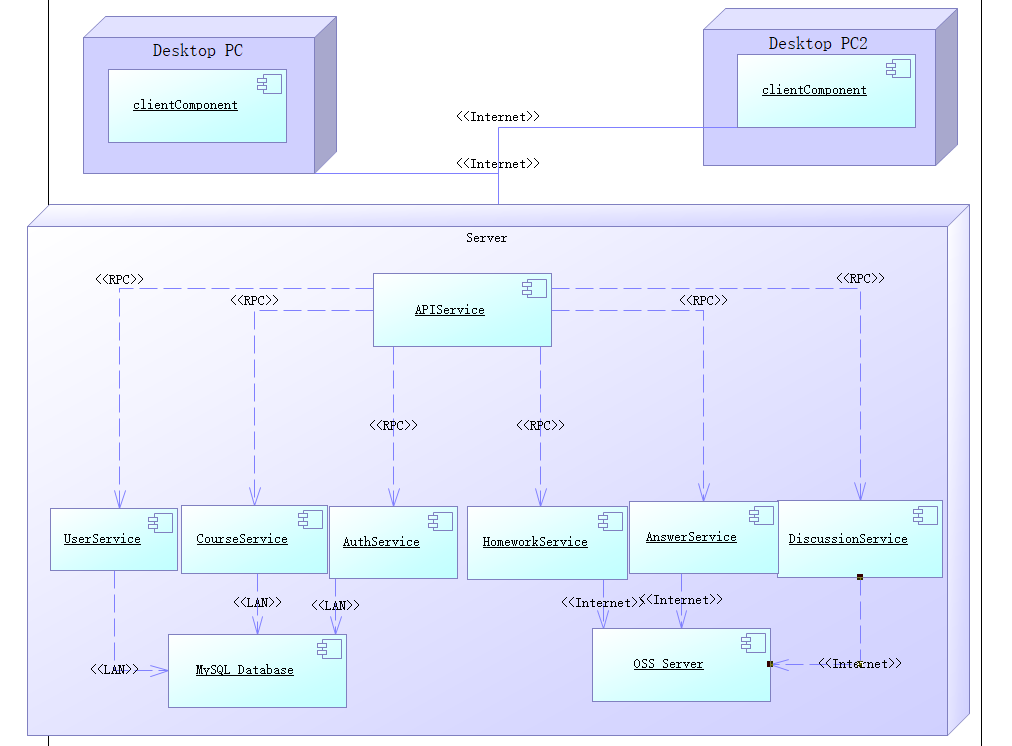 Desktop PC
clientComponent
Desktop PC2
clientComponent
<<Internet>>
<<Internet>>
Server
<<RPC>>
<<RPC>>
APIService
<<RPC>>
<<RPC>>
<<RPC>>
<<RPC>>
UserService
CourseService
AuthService
HomeworkService
AnswerService
DiscussionService
<<LAN>>
<<LAN>>
<<Internet>>
<<Internet>>
<<LAN>>
MySQL Database
OSS Server
<<Internet>>